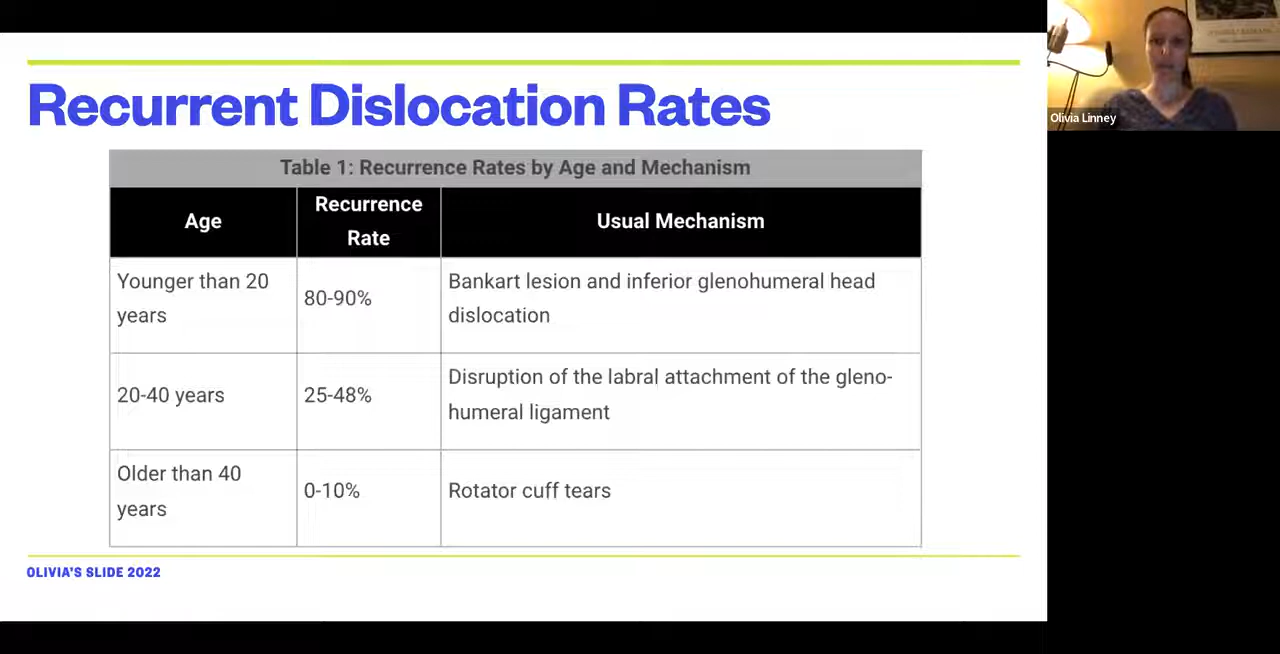 Recurrent Dislocation Rates
Table 1: Recurrence Rates by Age and Mechanism
Age
Recurrence
Rate
Usual Mechanism
Younger than 20
years
80-90%
Bankart lesion and inferior glenohumeral head
dislocation
20-40 years
25-48%
Disruption of the labral attachment of the gleno-
humeral ligament
Older than 40
years
0-10%
Rotator cuff tears
OLIVIA'S SLIDE 2022
Olivia Linney